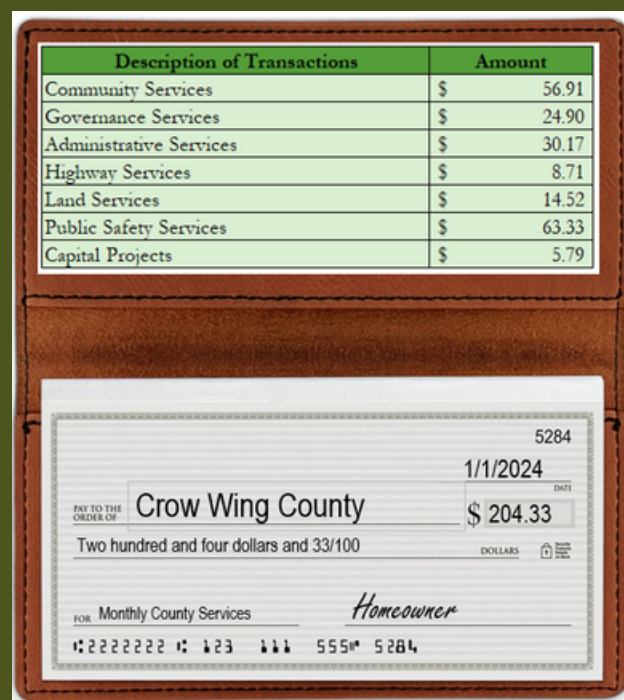 Description of Transactions Amount
Community Services $ 56.91
Governance Services $ 24.90
Administrative Services $ 30.17
Highway Services $ 8.71
Land Services $ 14.52
Public Safety Services $ 63.33
Capital Projects $ 5.79
5284
1/1/2024
DATE
PAY TO THE ORDER OF Crow Wing County $ 204.33
Two hundred and four dollars and 33/100 DOLLARS
FOR Monthly County Services Homeowner
⑆2222222⑆ 123 111 555⑈ 5284